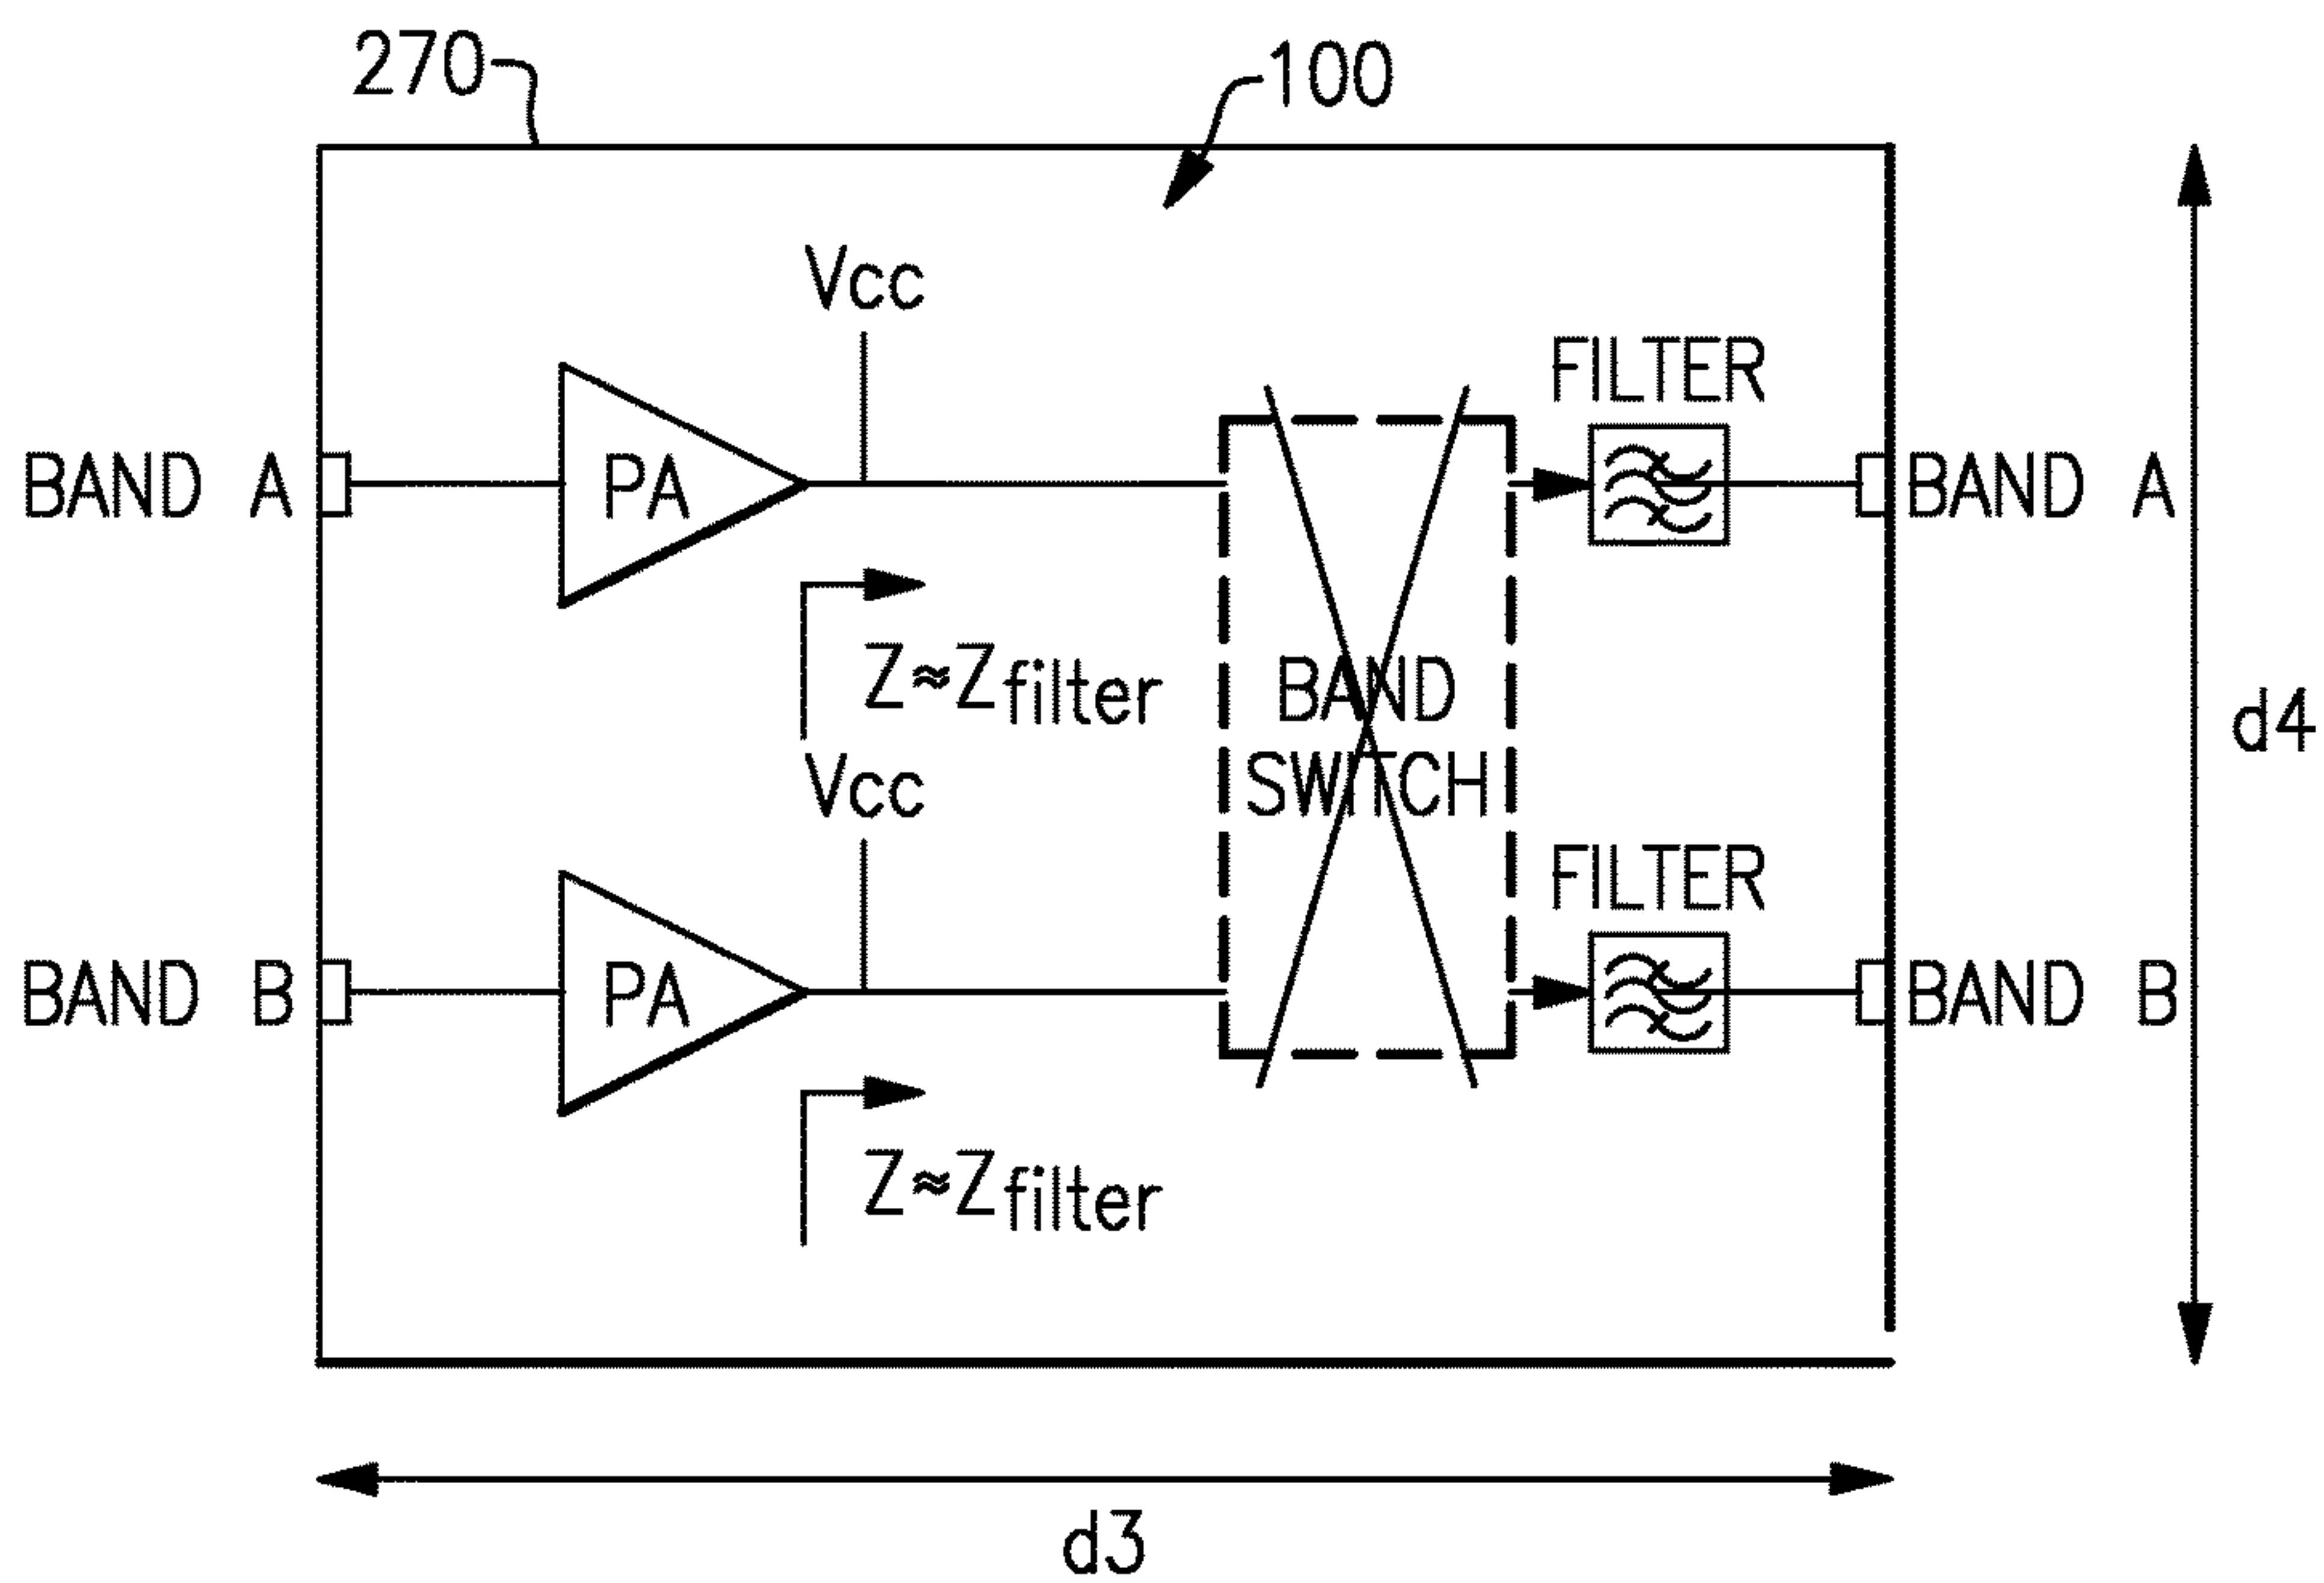 270
100
Vcc
FILTER
BAND A
PA
BAND A
Z≈Zfilter
BAND
SWITCH
d4
Vcc
FILTER
BAND B
PA
BAND B
Z≈Zfilter
d3